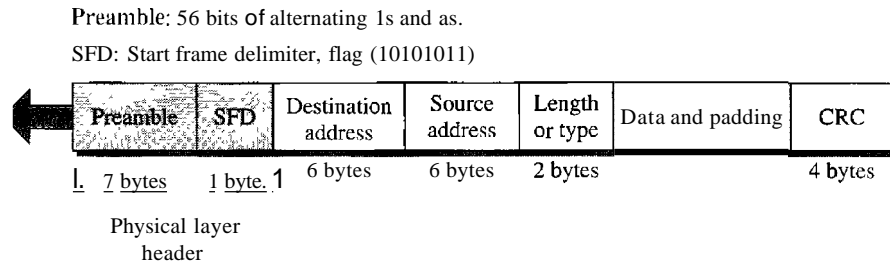 Preamble: 56 bits of alternating 1s and as.
SFD: Start frame delimiter, flag (10101011)
Preamble SFD Destination address Source address Length or type Data and padding CRC
I. 7 bytes 1 byte. 1 6 bytes 6 bytes 2 bytes 4 bytes
Physical layer
header